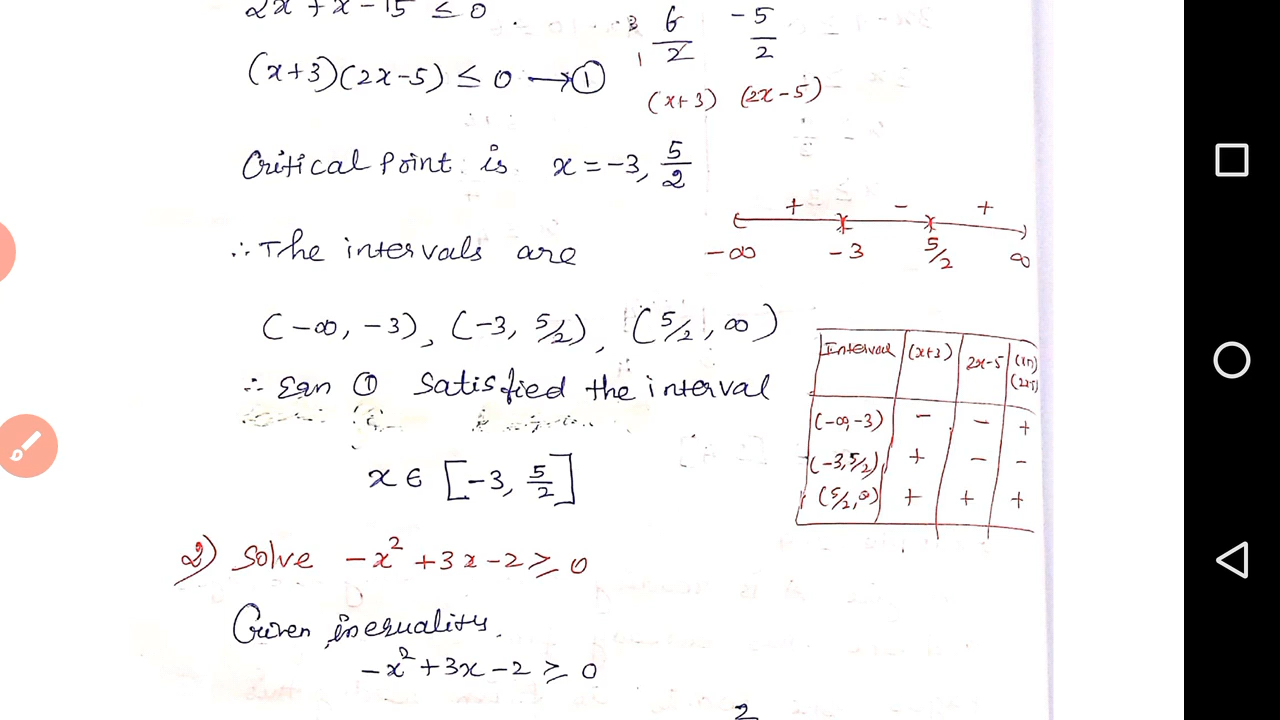 2x + x - 15 ≤ 0
6/2 -5/2
(x+3)(2x-5) ≤ 0 → ①
(x+3) (2x-5)
Critical Point is x = -3, 5/2
+ - +
-∞ -3 5/2 ∞
∴ The intervals are
(-∞, -3), (-3, 5/2), (5/2, ∞)
∴ Eqn ① Satisfied the interval
x ∈ [-3, 5/2]
Interval (x+3) 2x-5
(-∞,-3) - - +
(-3,5/2) + - -
(5/2,∞) + + +
2) Solve -x² + 3x - 2 ≥ 0
Given inequality.
-x² + 3x - 2 ≥ 0
2